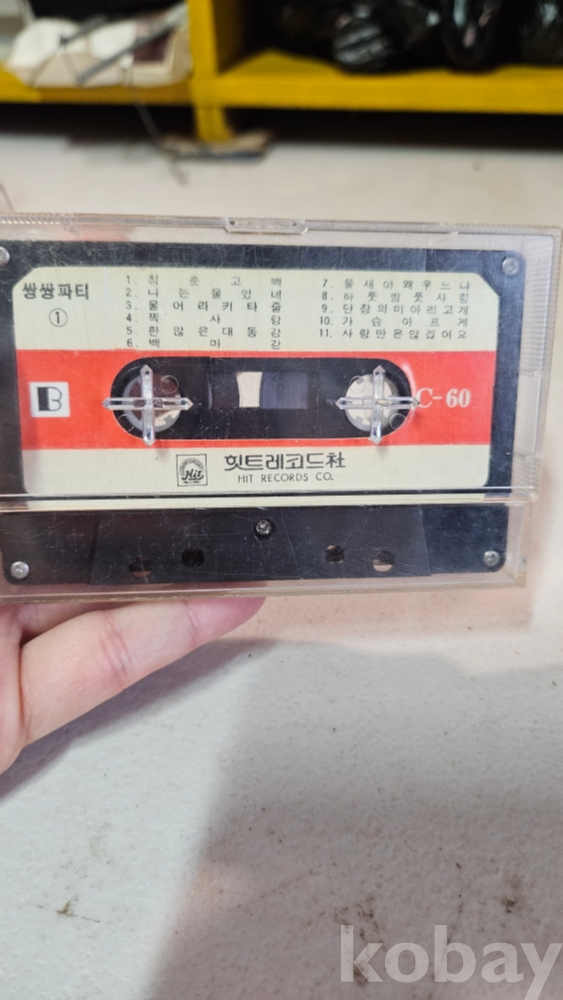 쌍쌍파티
①
1. 청춘고백
2. 나는울었네
3. 울어라키타줄
4. 짝사랑
5. 한많은대동강
6. 백마강
7. 물새야왜우느냐
8. 하룻밤풋사랑
9. 단장의미아리고개
10. 가슴아프게
11. 사랑만은않겠어요
B
C-60
Hit
힛트레코드社
HIT RECORDS CO.
kobay